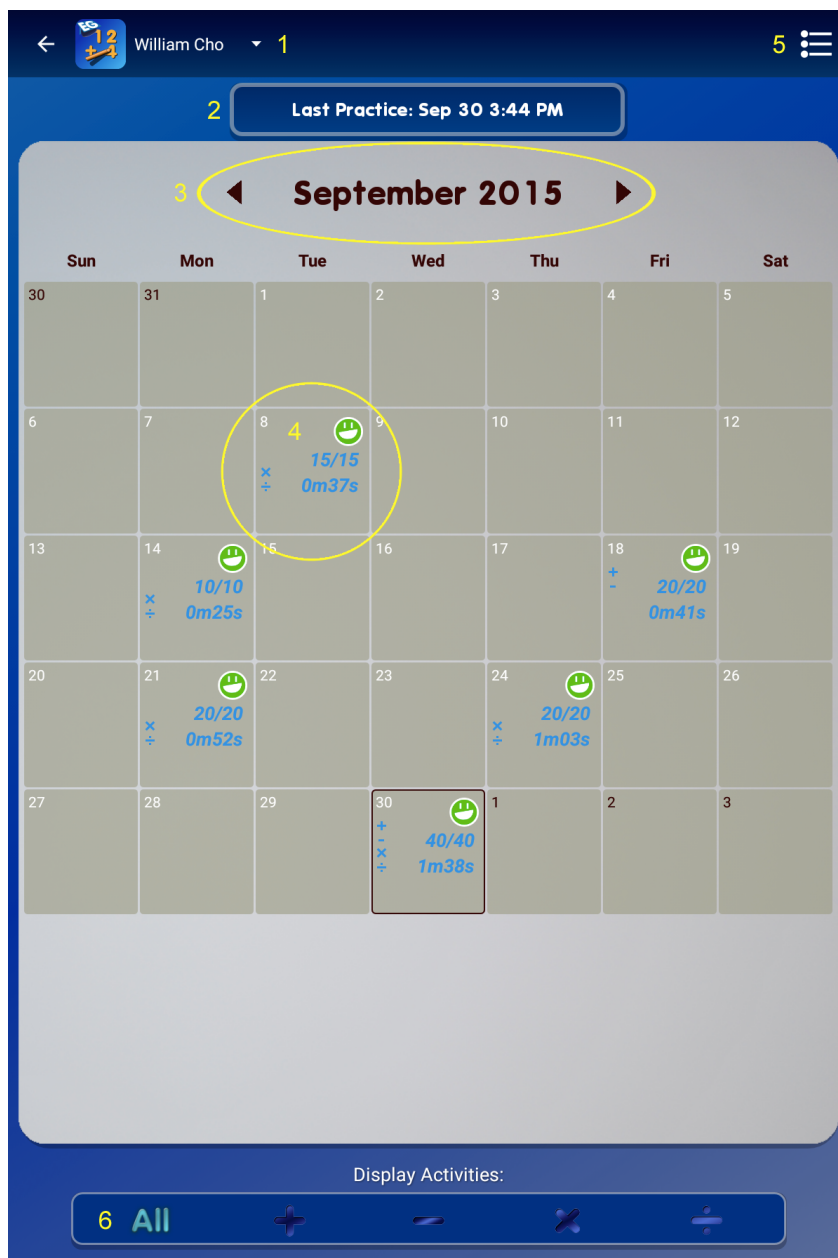 EG
12
+-4
William Cho 1
5
2 Last Practice: Sep 30 3:44 PM
3 September 2015
Sun Mon Tue Wed Thu Fri Sat
30 31 1 2 3 4 5
6 7 8 4 9 10 11 12
15/15
× ÷ 0m37s
13 14 15 16 17 18 19
10/10 + - 20/20
× ÷ 0m25s 0m41s
20 21 22 23 24 25 26
20/20 20/20
× ÷ 0m52s × ÷ 1m03s
27 28 29 30 1 2 3
+ - 40/40
× ÷ 1m38s
Display Activities:
6 All + - × ÷